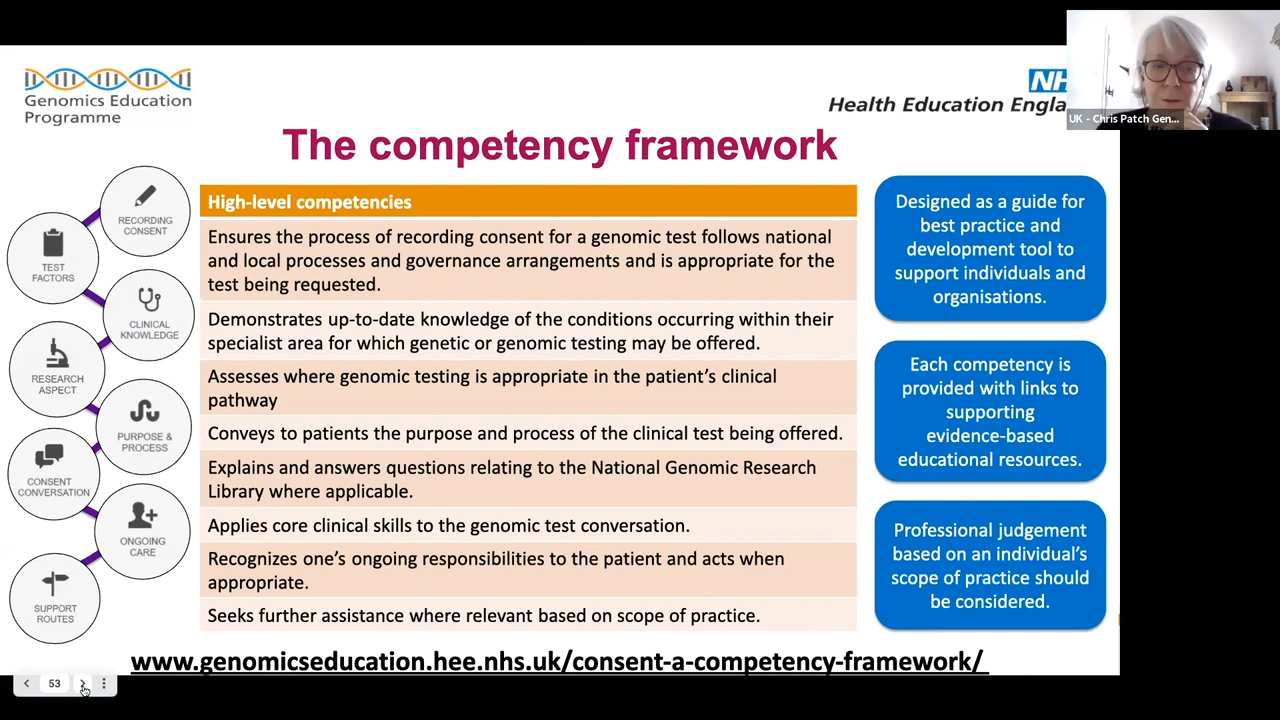 Genomics Education
Programme
NH
Health Education Engla
UK - Chris Patch Gen...
The competency framework
RECORDING
CONSENT
TEST
FACTORS
CLINICAL
KNOWLEDGE
RESEARCH
ASPECT
PURPOSE &
PROCESS
CONSENT
CONVERSATION
ONGOING
CARE
SUPPORT
ROUTES
High-level competencies
Ensures the process of recording consent for a genomic test follows national
and local processes and governance arrangements and is appropriate for the
test being requested.
Demonstrates up-to-date knowledge of the conditions occurring within their
specialist area for which genetic or genomic testing may be offered.
Assesses where genomic testing is appropriate in the patient's clinical
pathway
Conveys to patients the purpose and process of the clinical test being offered.
Explains and answers questions relating to the National Genomic Research
Library where applicable.
Applies core clinical skills to the genomic test conversation.
Recognizes one's ongoing responsibilities to the patient and acts when
appropriate.
Seeks further assistance where relevant based on scope of practice.
Designed as a guide for
best practice and
development tool to
support individuals and
organisations.
Each competency is
provided with links to
supporting
evidence-based
educational resources.
Professional judgement
based on an individual's
scope of practice should
be considered.
www.genomicseducation.hee.nhs.uk/consent-a-competency-framework/
53